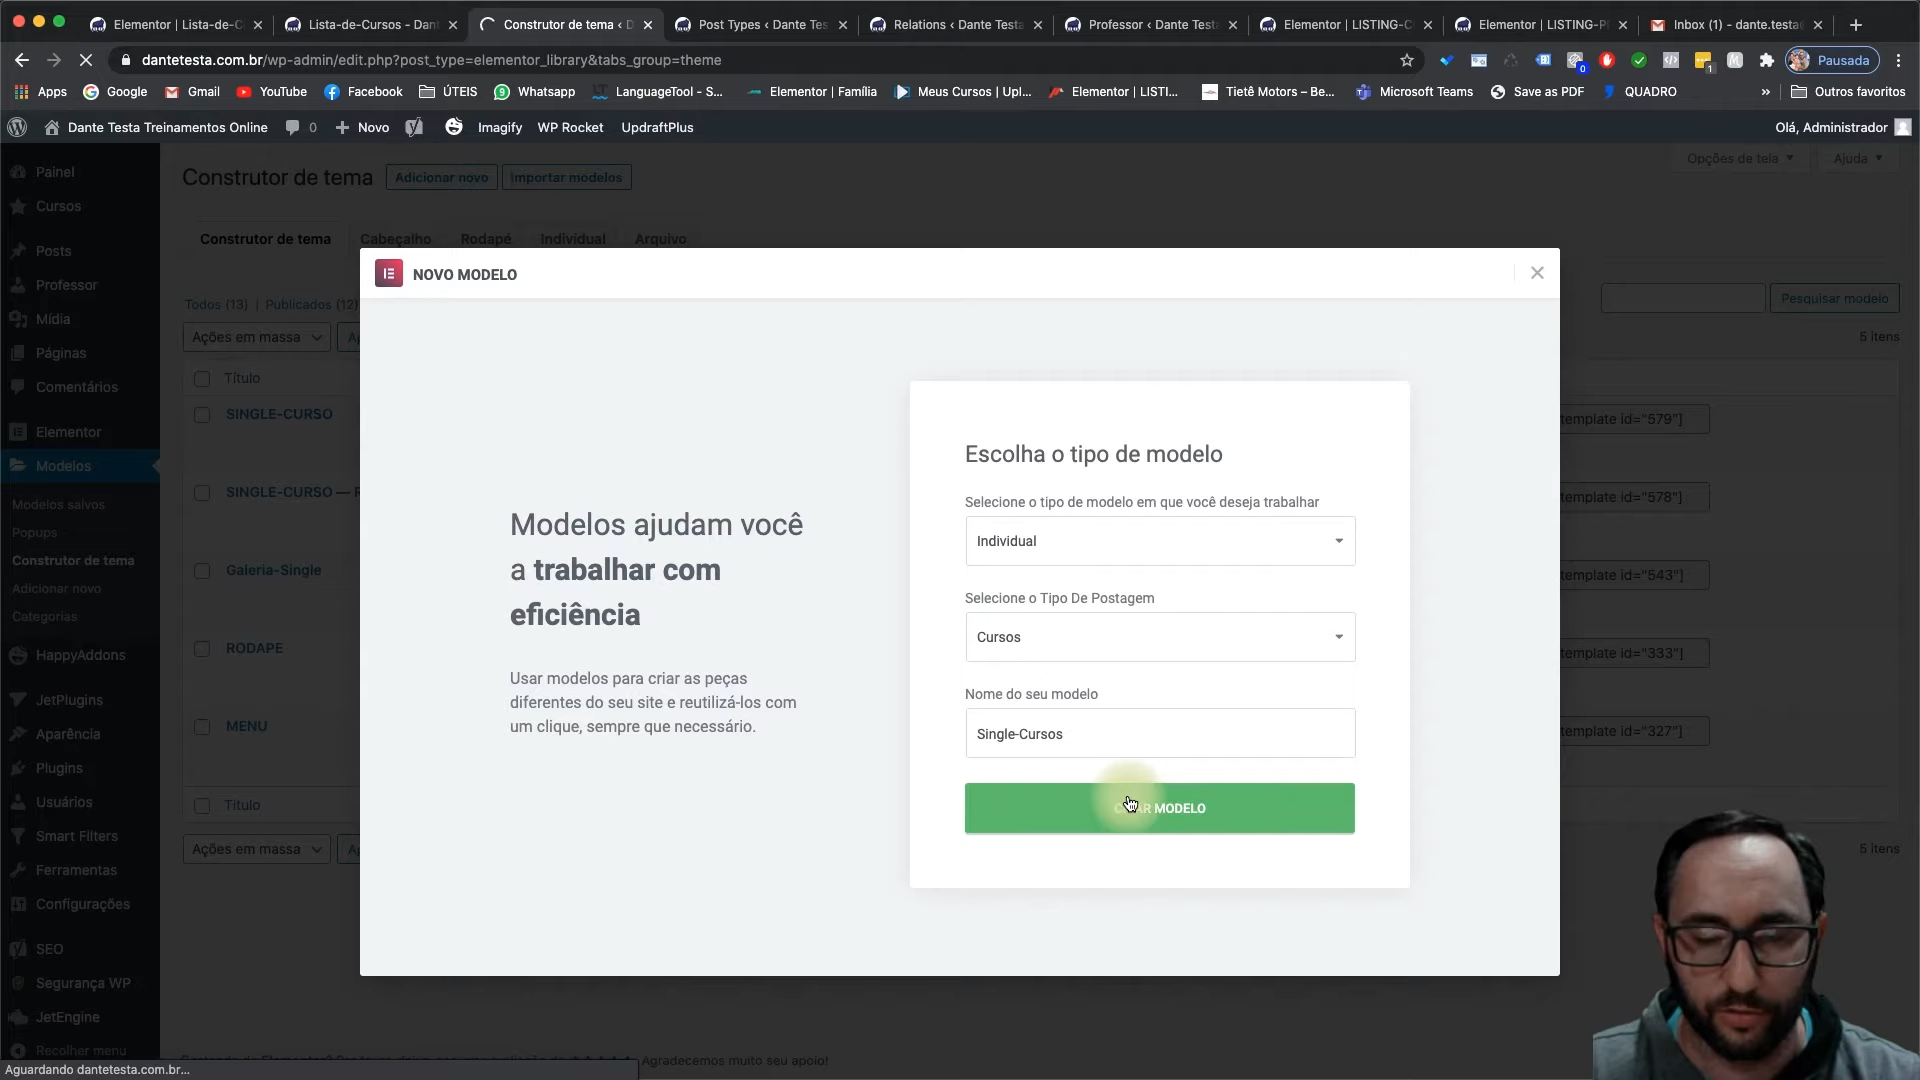 Elementor | Lista-de-C
Lista-de-Cursos - Dant
Construtor de tema ‹ D
Post Types ‹ Dante Tes
Relations ‹ Dante Testa
Professor ‹ Dante Testa
Elementor | LISTING-C
Elementor | LISTING-P
Inbox (1) - dante.testa
dantetesta.com.br/wp-admin/edit.php?post_type=elementor_library&tabs_group=theme
0
1
Pausada
Apps
Google
Gmail
YouTube
Facebook
ÚTEIS
Whatsapp
LanguageTool - S...
Elementor | Família
Meus Cursos | Upl...
Elementor | LISTI...
Tietê Motors – Be...
Microsoft Teams
Save as PDF
QUADRO
»
Outros favoritos
Dante Testa Treinamentos Online
0
Novo
Imagify
WP Rocket
UpdraftPlus
Olá, Administrador
Painel
Cursos
Posts
Professor
Mídia
Páginas
Comentários
Elementor
Modelos
Modelos salvos
Popups
Construtor de tema
Adicionar novo
Categorias
HappyAddons
JetPlugins
Aparência
Plugins
Usuários
Smart Filters
Ferramentas
Configurações
SEO
Segurança WP
JetEngine
Recolher menu
Construtor de tema
Adicionar novo
Importar modelos
Opções de tela
Ajuda
Construtor de tema
Cabeçalho
Rodapé
Individual
Arquivo
Todos (13) | Publicados (12)
Pesquisar modelo
Ações em massa
5 itens
Título
SINGLE-CURSO
template id="579"]
SINGLE-CURSO — R
template id="578"]
Galeria-Single
template id="543"]
RODAPE
template id="333"]
MENU
template id="327"]
Título
Ações em massa
5 itens
NOVO MODELO
Modelos ajudam você
a trabalhar com
eficiência
Usar modelos para criar as peças
diferentes do seu site e reutilizá-los com
um clique, sempre que necessário.
Escolha o tipo de modelo
Selecione o tipo de modelo em que você deseja trabalhar
Individual
Selecione o Tipo De Postagem
Cursos
Nome do seu modelo
Single-Cursos
MODELO
Agradecemos muito seu apoio!
Aguardando dantetesta.com.br...